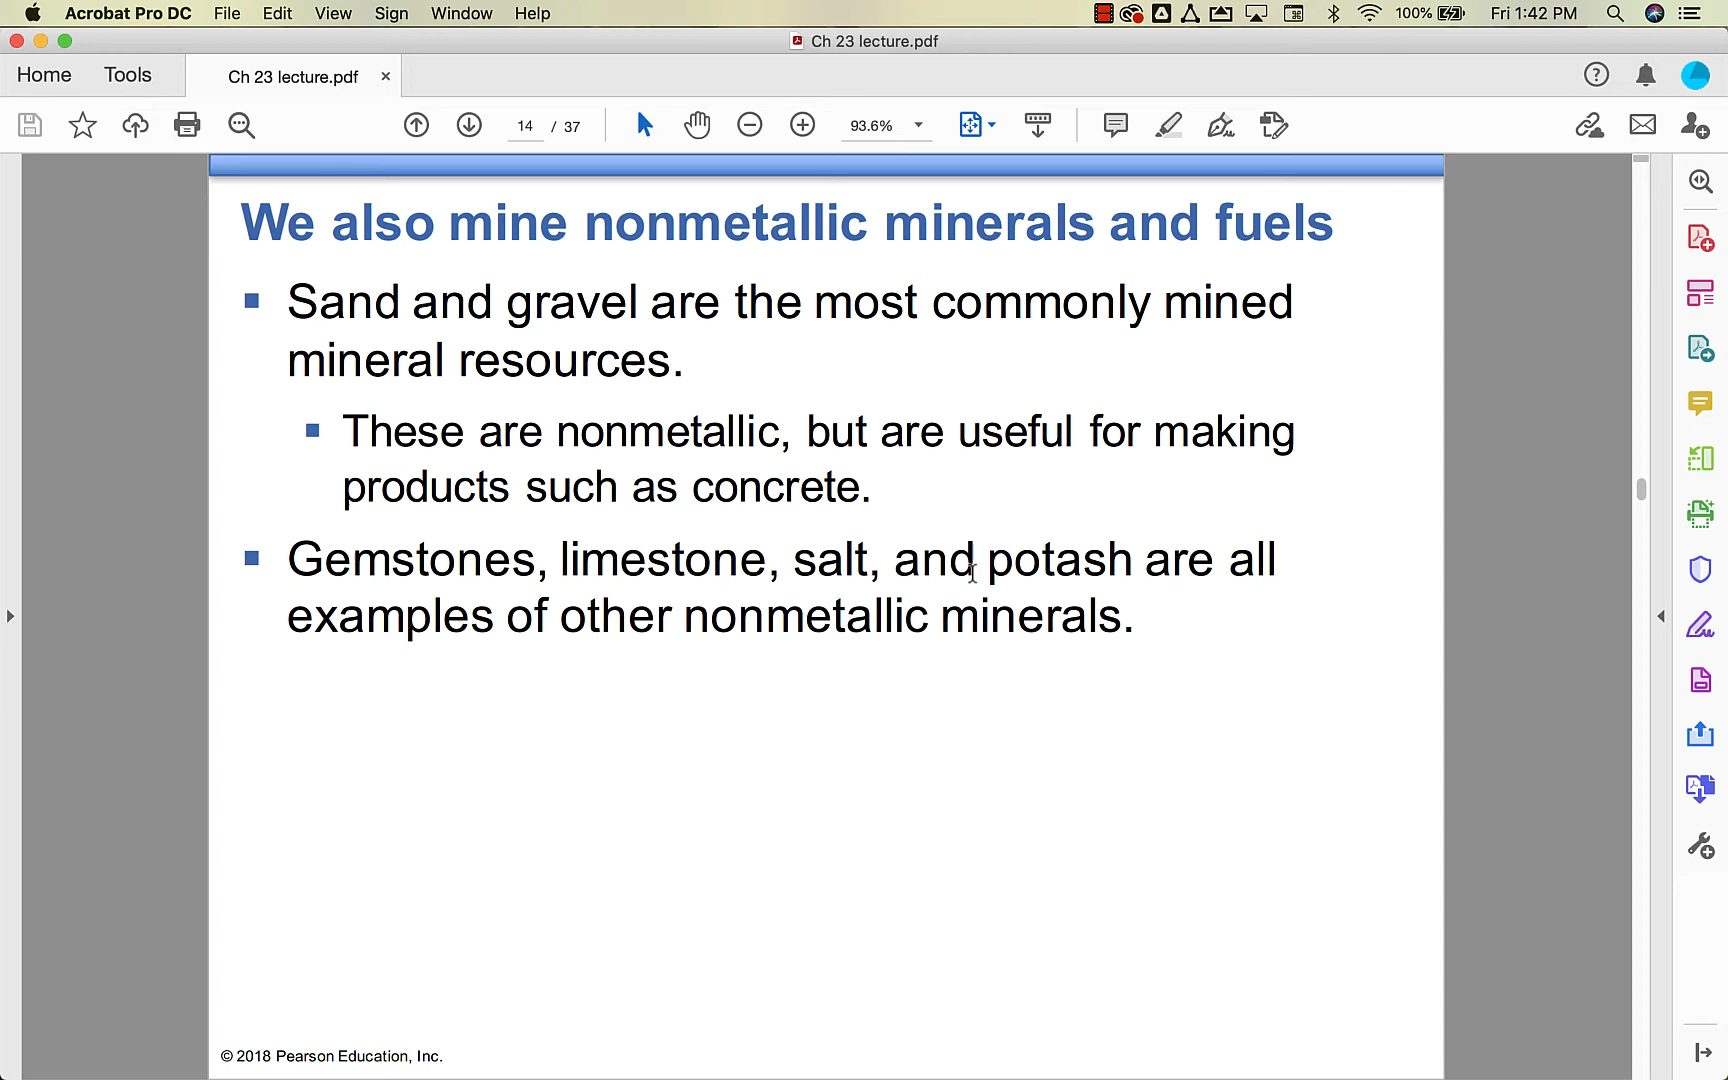 Acrobat Pro DC File Edit View Sign Window Help 100% Fri 1:42 PM
Ch 23 lecture.pdf
Home Tools Ch 23 lecture.pdf ×
14 / 37 93.6%
We also mine nonmetallic minerals and fuels
Sand and gravel are the most commonly mined
mineral resources.
These are nonmetallic, but are useful for making
products such as concrete.
Gemstones, limestone, salt, and potash are all
examples of other nonmetallic minerals.
© 2018 Pearson Education, Inc.